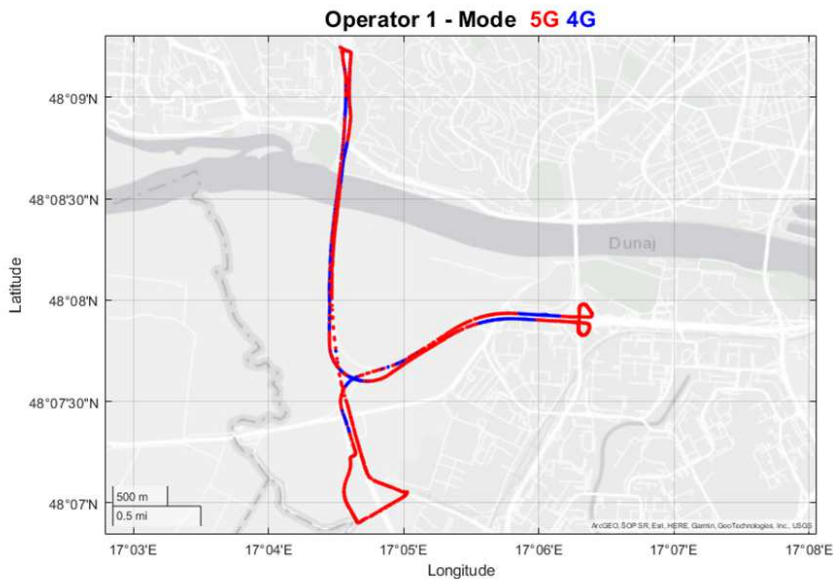 Operator 1 - Mode 5G 4G
48°09'N
48°08'30"N
48°08'N
48°07'30"N
48°07'N
Latitude
Dunaj
500 m
0.5 mi
ArcGEO, SOP SR, Esri, HERE, Garmin, GeoTechnologies, Inc., USGS
17°03'E
17°04'E
17°05'E
17°06'E
17°07'E
17°08'E
Longitude